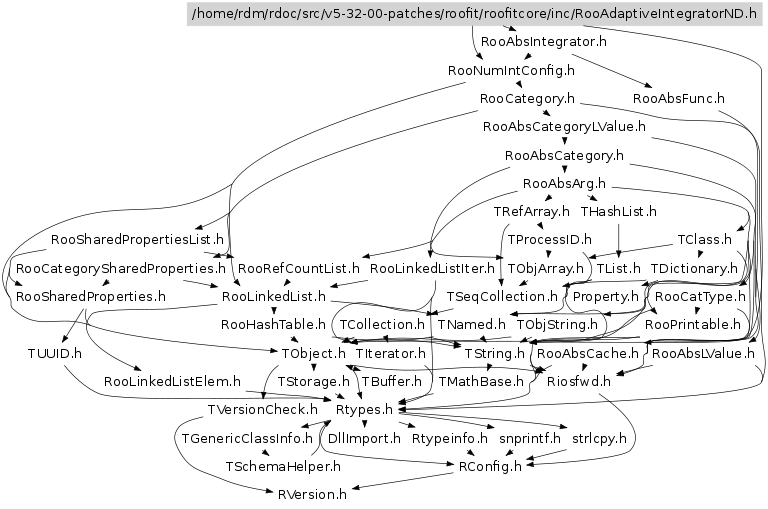 /home/rdm/rdoc/src/v5-32-00-patches/roofit/roofitcore/inc/RooAdaptiveIntegratorND.h
RooAbsIntegrator.h
RooNumIntConfig.h
RooCategory.h
RooAbsFunc.h
RooAbsCategoryLValue.h
RooAbsCategory.h
RooAbsArg.h
TRefArray.h
THashList.h
RooSharedPropertiesList.h
TProcessID.h
TClass.h
RooCategorySharedProperties.h
RooRefCountList.h
RooLinkedListIter.h
TObjArray.h
TList.h
TDictionary.h
RooSharedProperties.h
RooLinkedList.h
TSeqCollection.h
Property.h
RooCatType.h
RooHashTable.h
TCollection.h
TNamed.h
TObjString.h
RooPrintable.h
TUUID.h
TObject.h
TIterator.h
TString.h
RooAbsCache.h
RooAbsLValue.h
RooLinkedListElem.h
TStorage.h
TBuffer.h
TMathBase.h
Riosfwd.h
TVersionCheck.h
Rtypes.h
TGenericClassInfo.h
DllImport.h
Rtypeinfo.h
snprintf.h
strlcpy.h
TSchemaHelper.h
RConfig.h
RVersion.h